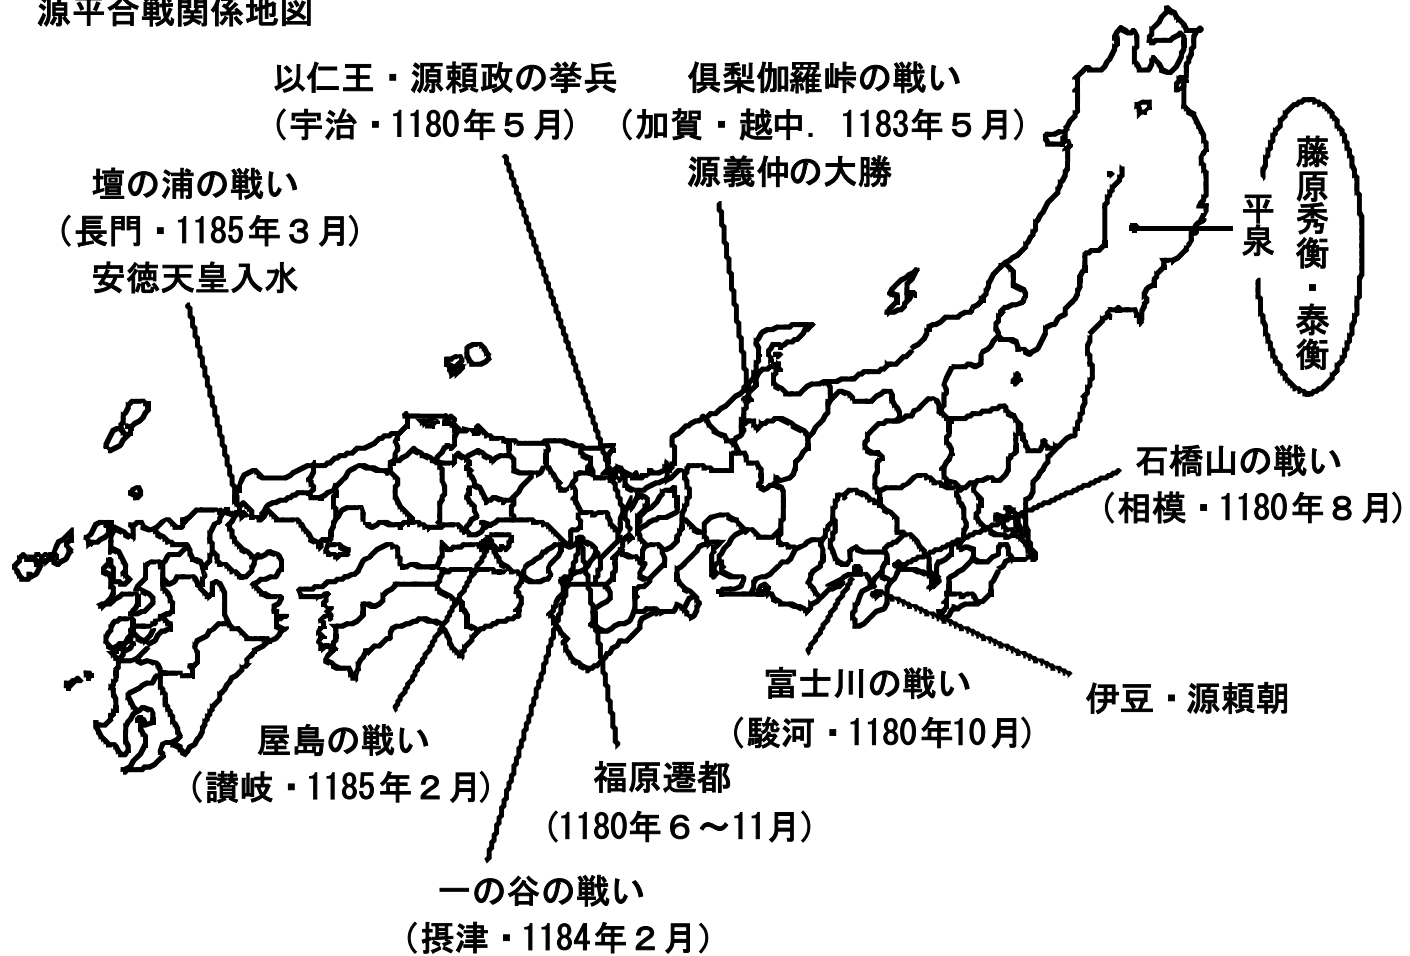 源平合戦関係地図
以仁王・源頼政の挙兵
（宇治・1180年５月）
倶梨伽羅峠の戦い
（加賀・越中．1183年５月）
源義仲の大勝
壇の浦の戦い
（長門・1185年３月）
安徳天皇入水
藤原秀衡・泰衡
平泉
石橋山の戦い
（相模・1180年８月）
富士川の戦い
（駿河・1180年10月）
伊豆・源頼朝
屋島の戦い
（讃岐・1185年２月）
福原遷都
（1180年６～11月）
一の谷の戦い
（摂津・1184年２月）